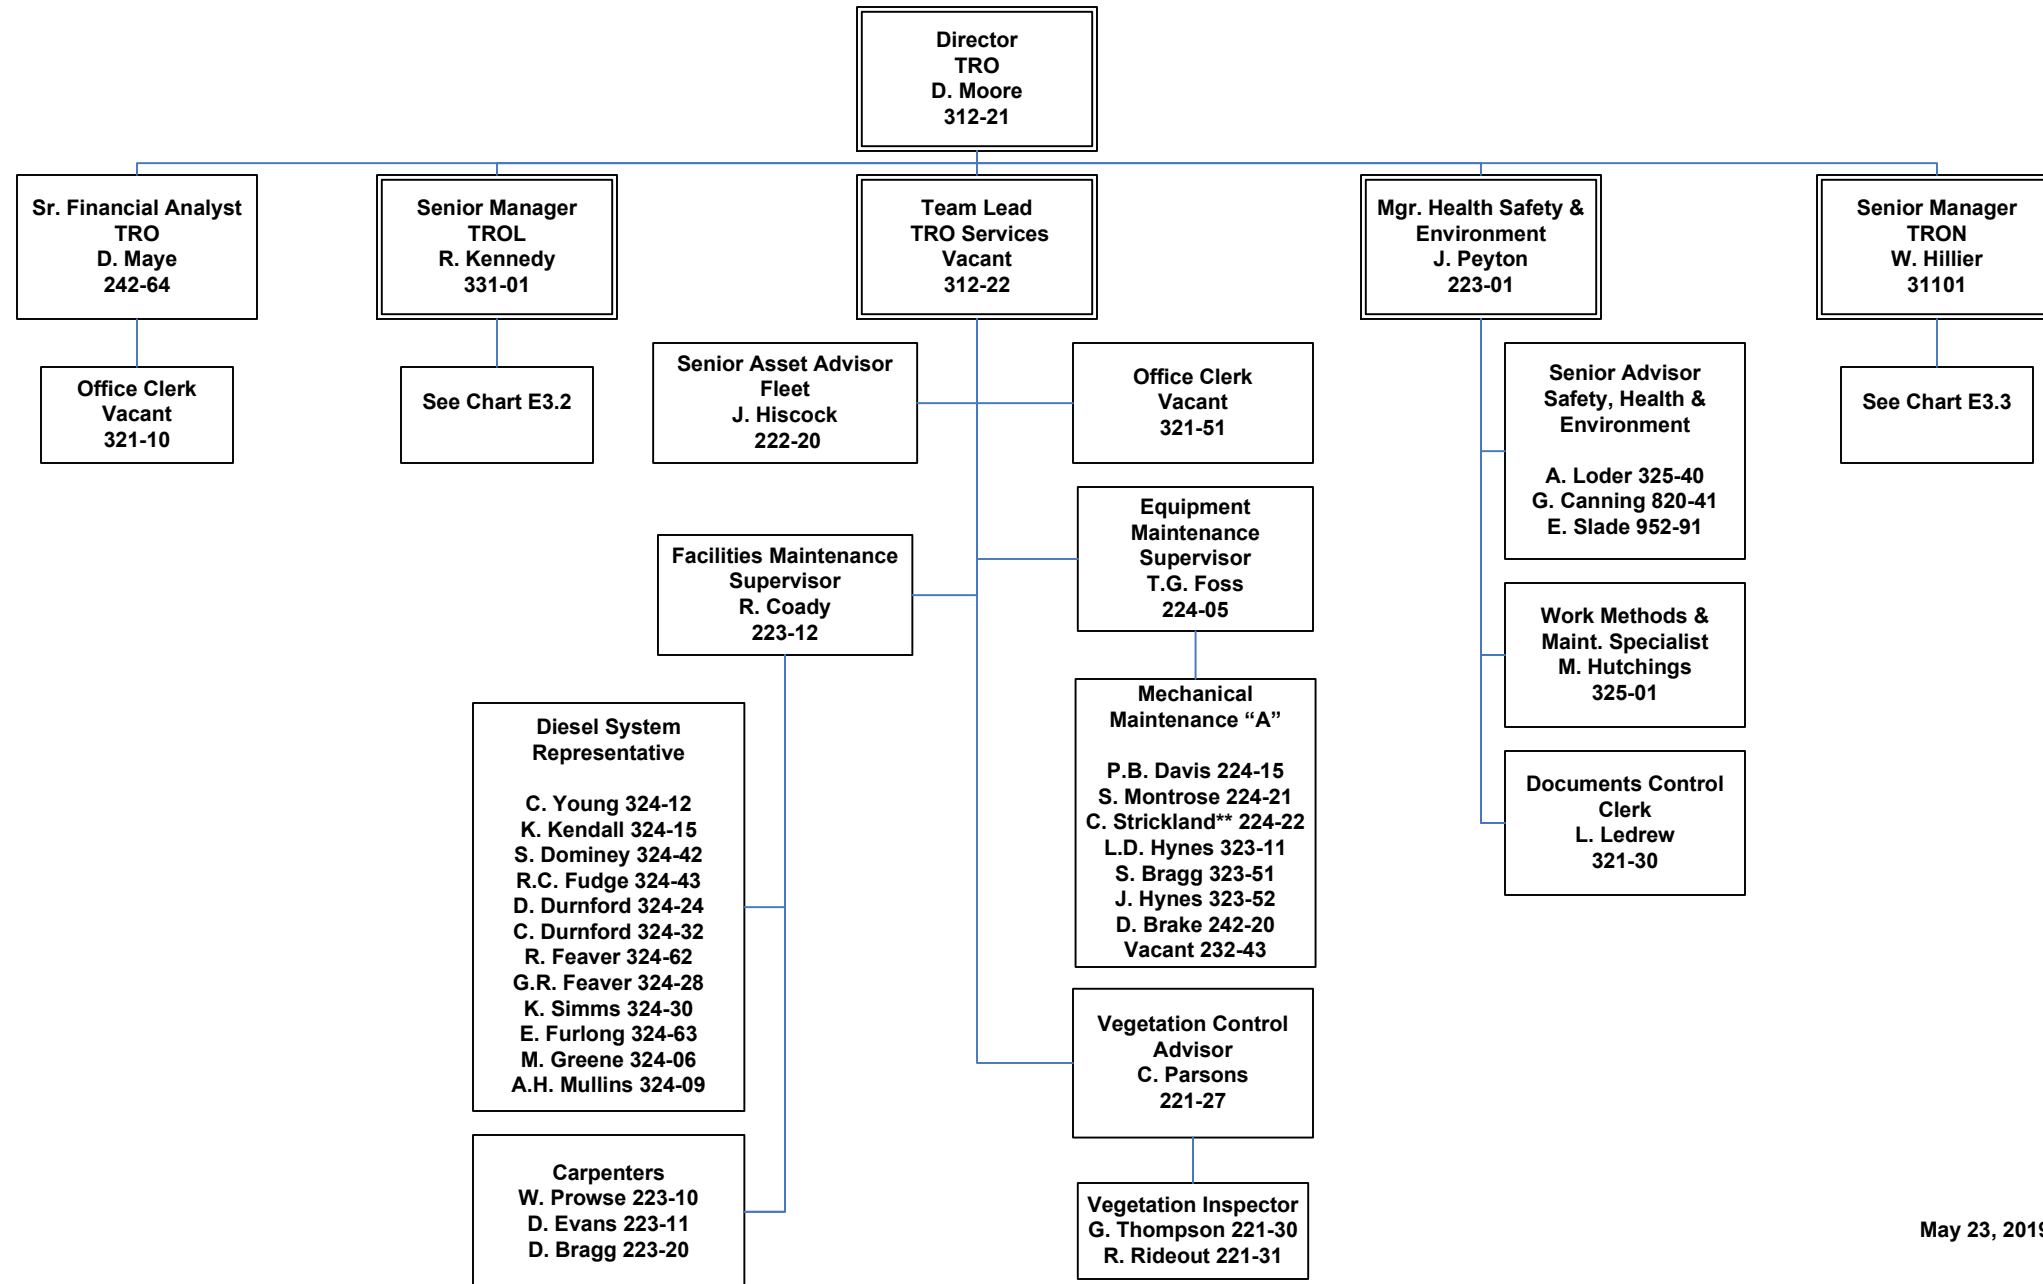 Director
TRO
D. Moore
312-21
Sr. Financial Analyst
TRO
D. Maye
242-64
Senior Manager
TROL
R. Kennedy
331-01
Team Lead
TRO Services
Vacant
312-22
Mgr. Health Safety &
Environment
J. Peyton
223-01
Senior Manager
TRON
W. Hillier
31101
Office Clerk
Vacant
321-10
See Chart E3.2
Senior Asset Advisor
Fleet
J. Hiscock
222-20
Office Clerk
Vacant
321-51
Senior Advisor
Safety, Health &
Environment
A. Loder 325-40
G. Canning 820-41
E. Slade 952-91
See Chart E3.3
Facilities Maintenance
Supervisor
R. Coady
223-12
Equipment
Maintenance
Supervisor
T.G. Foss
224-05
Work Methods &
Maint. Specialist
M. Hutchings
325-01
Diesel System
Representative
C. Young 324-12
K. Kendall 324-15
S. Dominey 324-42
R.C. Fudge 324-43
D. Durnford 324-24
C. Durnford 324-32
R. Feaver 324-62
G.R. Feaver 324-28
K. Simms 324-30
E. Furlong 324-63
M. Greene 324-06
A.H. Mullins 324-09
Mechanical
Maintenance “A”
P.B. Davis 224-15
S. Montrose 224-21
C. Strickland** 224-22
L.D. Hynes 323-11
S. Bragg 323-51
J. Hynes 323-52
D. Brake 242-20
Vacant 232-43
Documents Control
Clerk
L. Ledrew
321-30
Vegetation Control
Advisor
C. Parsons
221-27
Carpenters
W. Prowse 223-10
D. Evans 223-11
D. Bragg 223-20
Vegetation Inspector
G. Thompson 221-30
R. Rideout 221-31
May 23, 2019